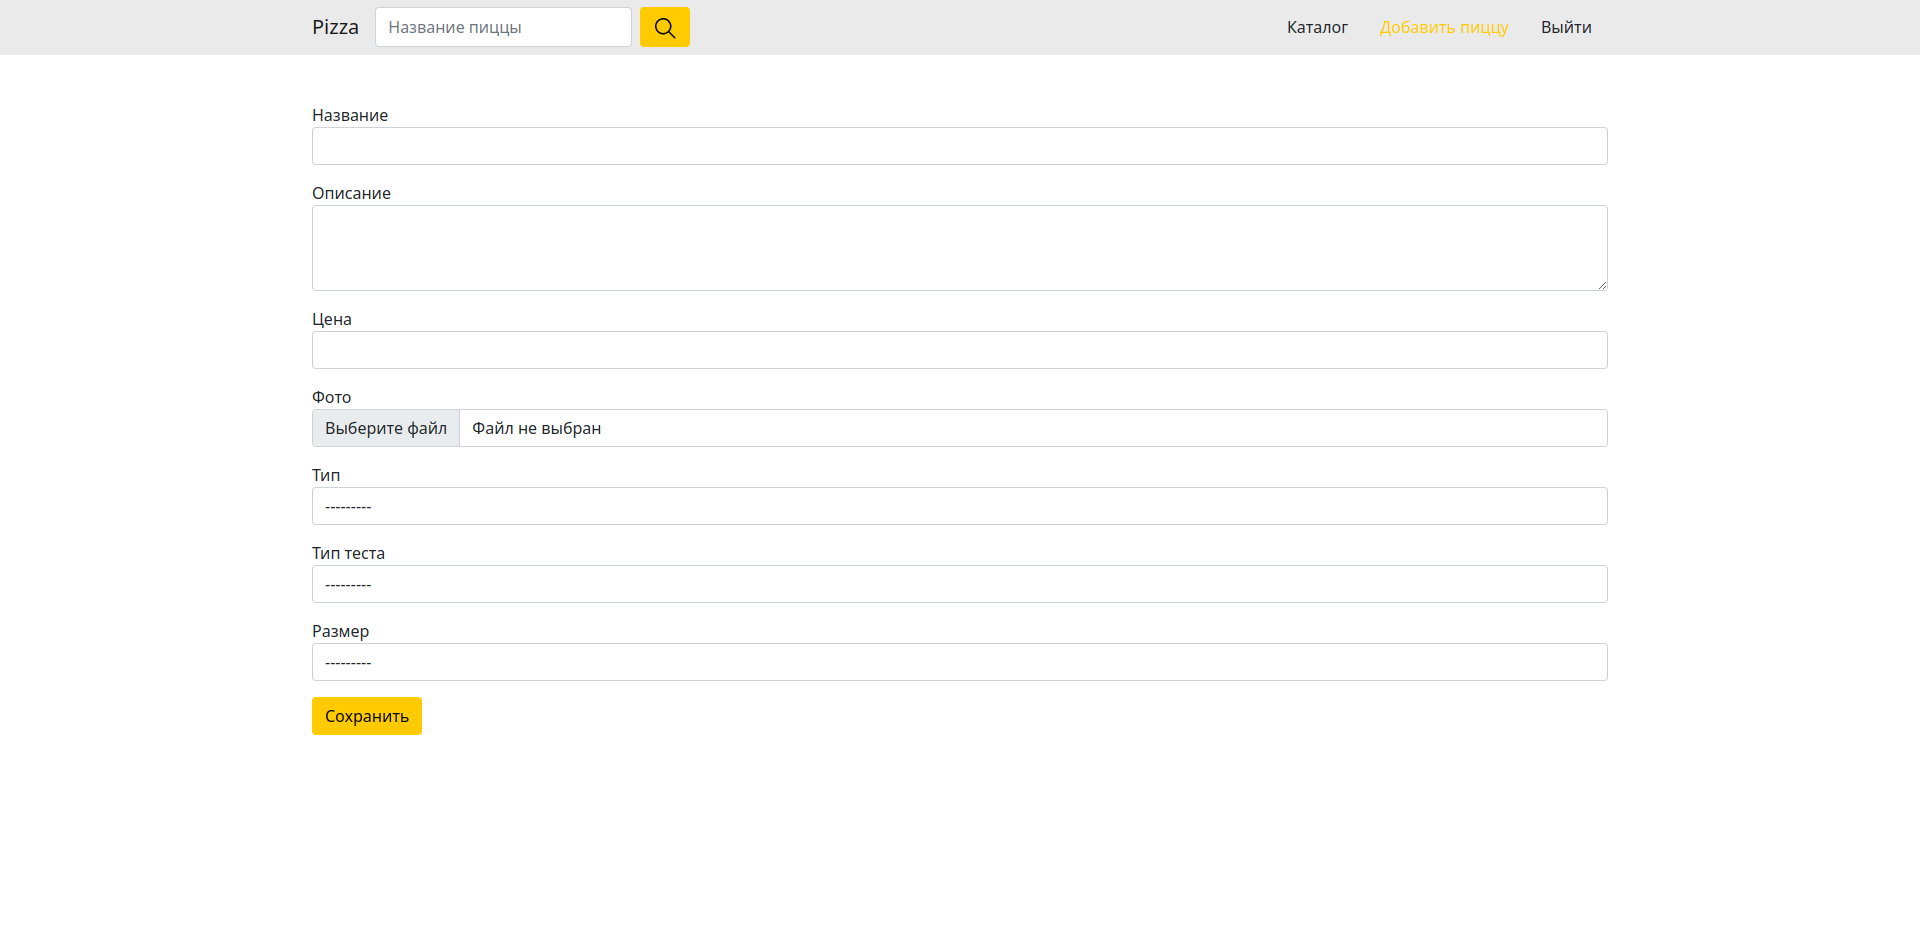 Pizza Название пиццы Каталог Добавить пиццу Выйти
Название
Описание
Цена
Фото
Выберите файл Файл не выбран
Тип
---------
Тип теста
---------
Размер
---------
Сохранить